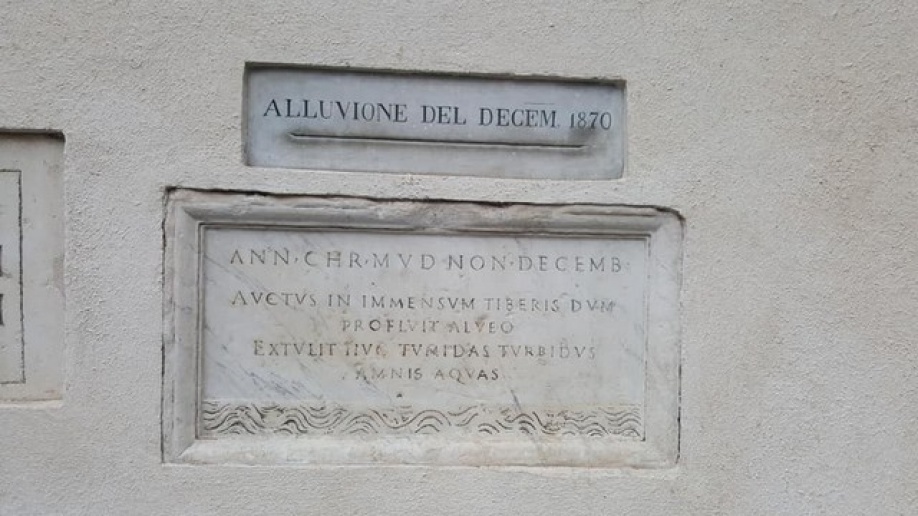 ALLUVIONE DEL DECEM. 1870
ANN·CHR·MVD NON·DECEMB·
AVCTVS IN IMMENSVM TIBERIS DVM
PROFLVIT ALVEO
EXTVLIT HVC TVMIDAS TVRBIDVS
AMNIS AQVAS